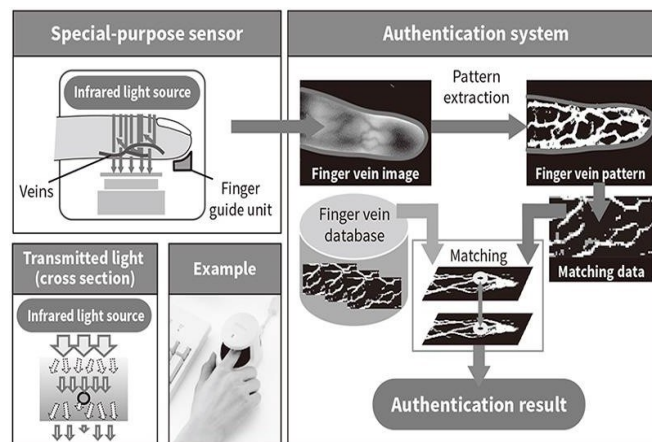 Special-purpose sensor
Infrared light source
Veins
Finger
guide unit
Transmitted light
(cross section)
Infrared light source
Example
Authentication system
Pattern
extraction
Finger vein image
Finger vein pattern
Finger vein
database
Matching
Matching data
Authentication result